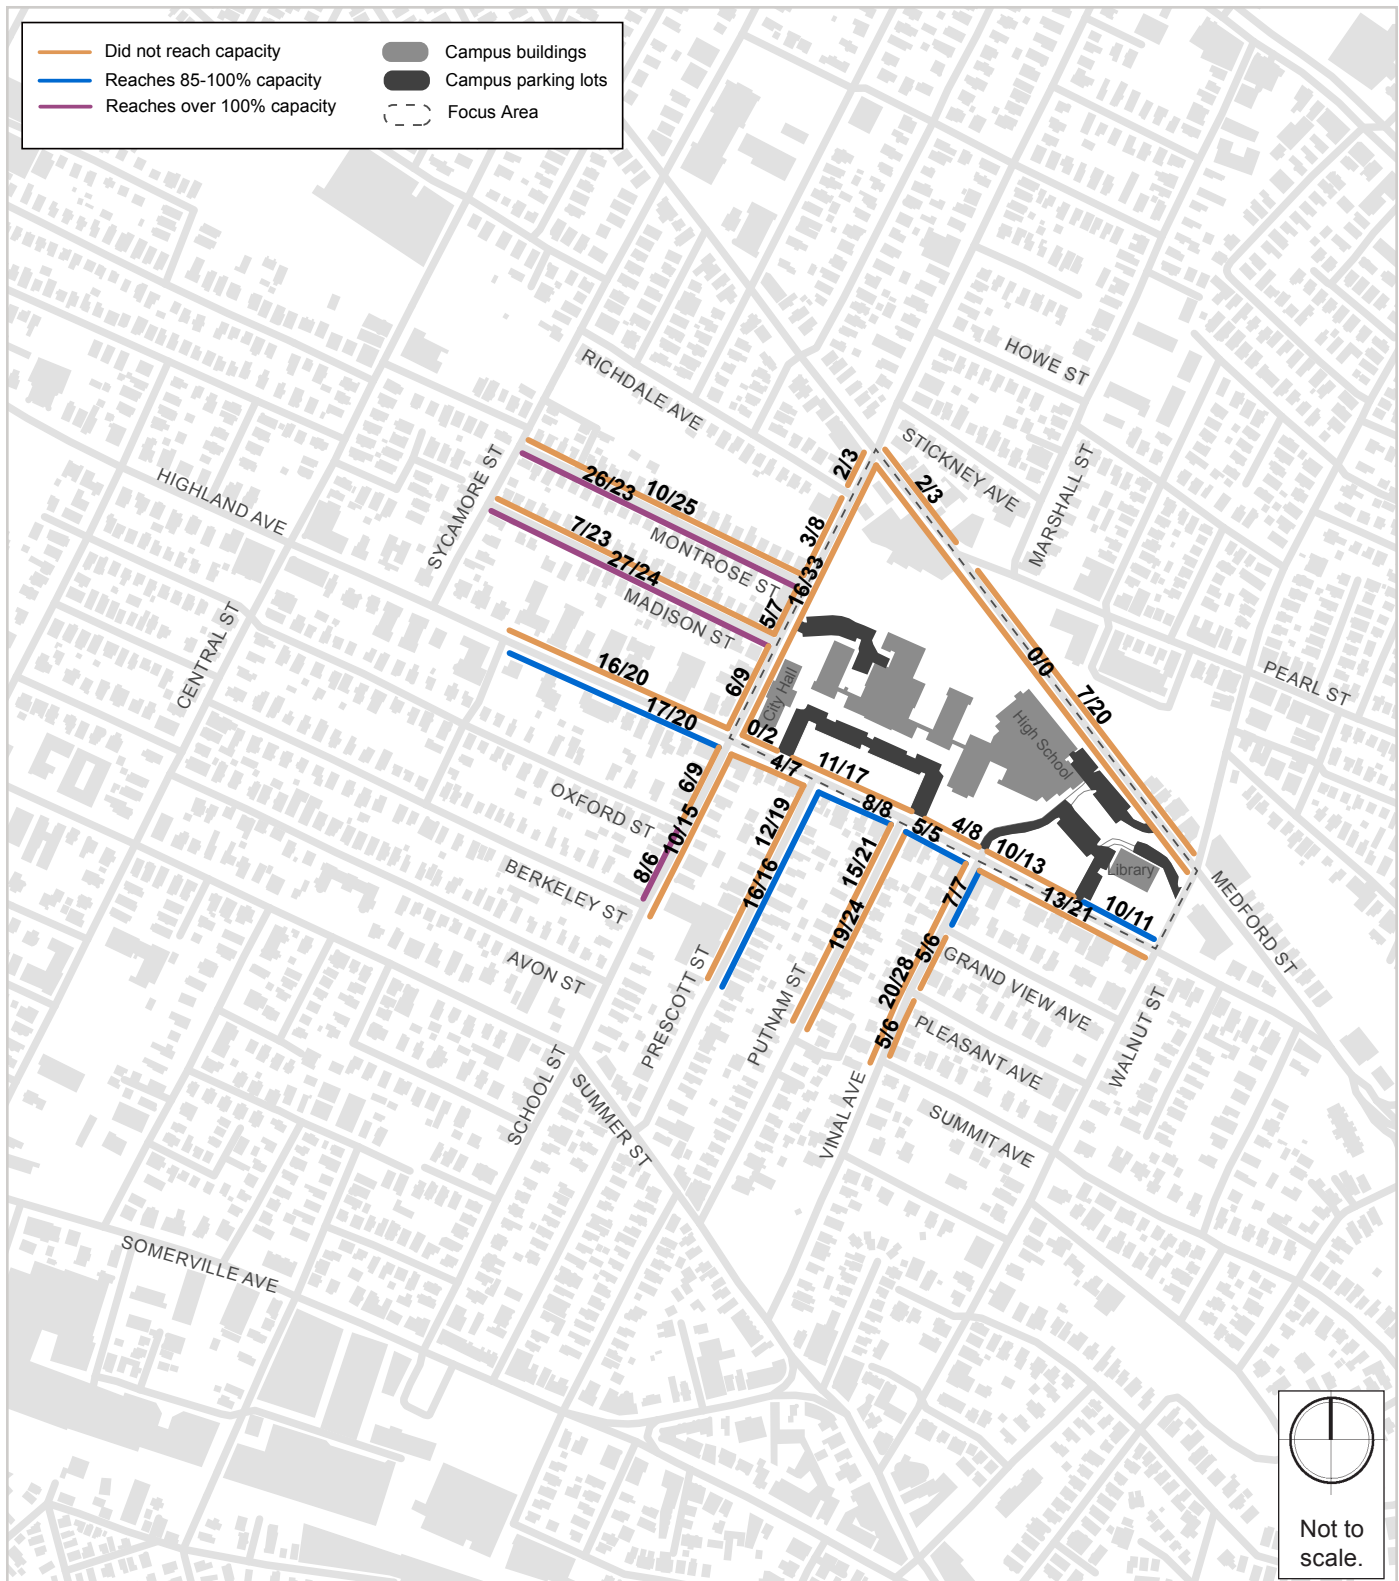 Did not reach capacity
Reaches 85-100% capacity
Reaches over 100% capacity
Campus buildings
Campus parking lots
Focus Area
HOWE ST
RICHDALE AVE
STICKNEY AVE
MARSHALL ST
SYCAMORE ST
HIGHLAND AVE
2/3
2/3
26/23
10/25
3/8
7/23
MONTROSE ST
16/33
27/24
5/7
MADISON ST
CENTRAL ST
0/0
PEARL ST
16/20
6/9
City Hall
7/20
17/20
0/2
High School
4/7
11/17
6/9
OXFORD ST
12/19
8/8
5/5
4/8
10/15
10/13
8/6
BERKELEY ST
16/16
15/21
7/7
Library
MEDFORD ST
13/21
10/11
19/24
5/6
AVON ST
GRAND VIEW AVE
20/28
PRESCOTT ST
PUTNAM ST
5/6
PLEASANT AVE
WALNUT ST
SCHOOL ST
SUMMER ST
VINAL AVE
SUMMIT AVE
SOMERVILLE AVE
Not to
scale.